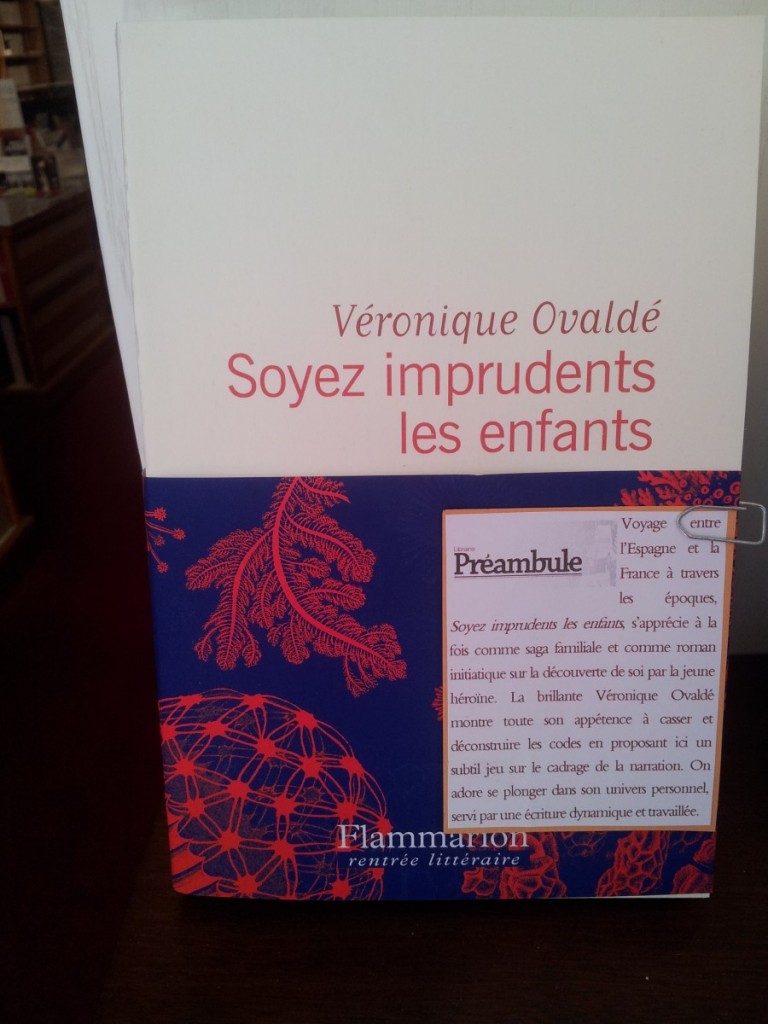 Véronique Ovaldé
Soyez imprudents
les enfants
Librairie
Préambule
Voyage entre
l'Espagne et la
France à travers
les époques,
Soyez imprudents les enfants, s'apprécie à la
fois comme saga familiale et comme roman
initiatique sur la découverte de soi par la jeune
héroïne. La brillante Véronique Ovaldé
montre toute son appétence à casser et
déconstruire les codes en proposant ici un
subtil jeu sur le cadrage de la narration. On
adore se plonger dans son univers personnel,
servi par une écriture dynamique et travaillée.
Flammarion
rentrée littéraire